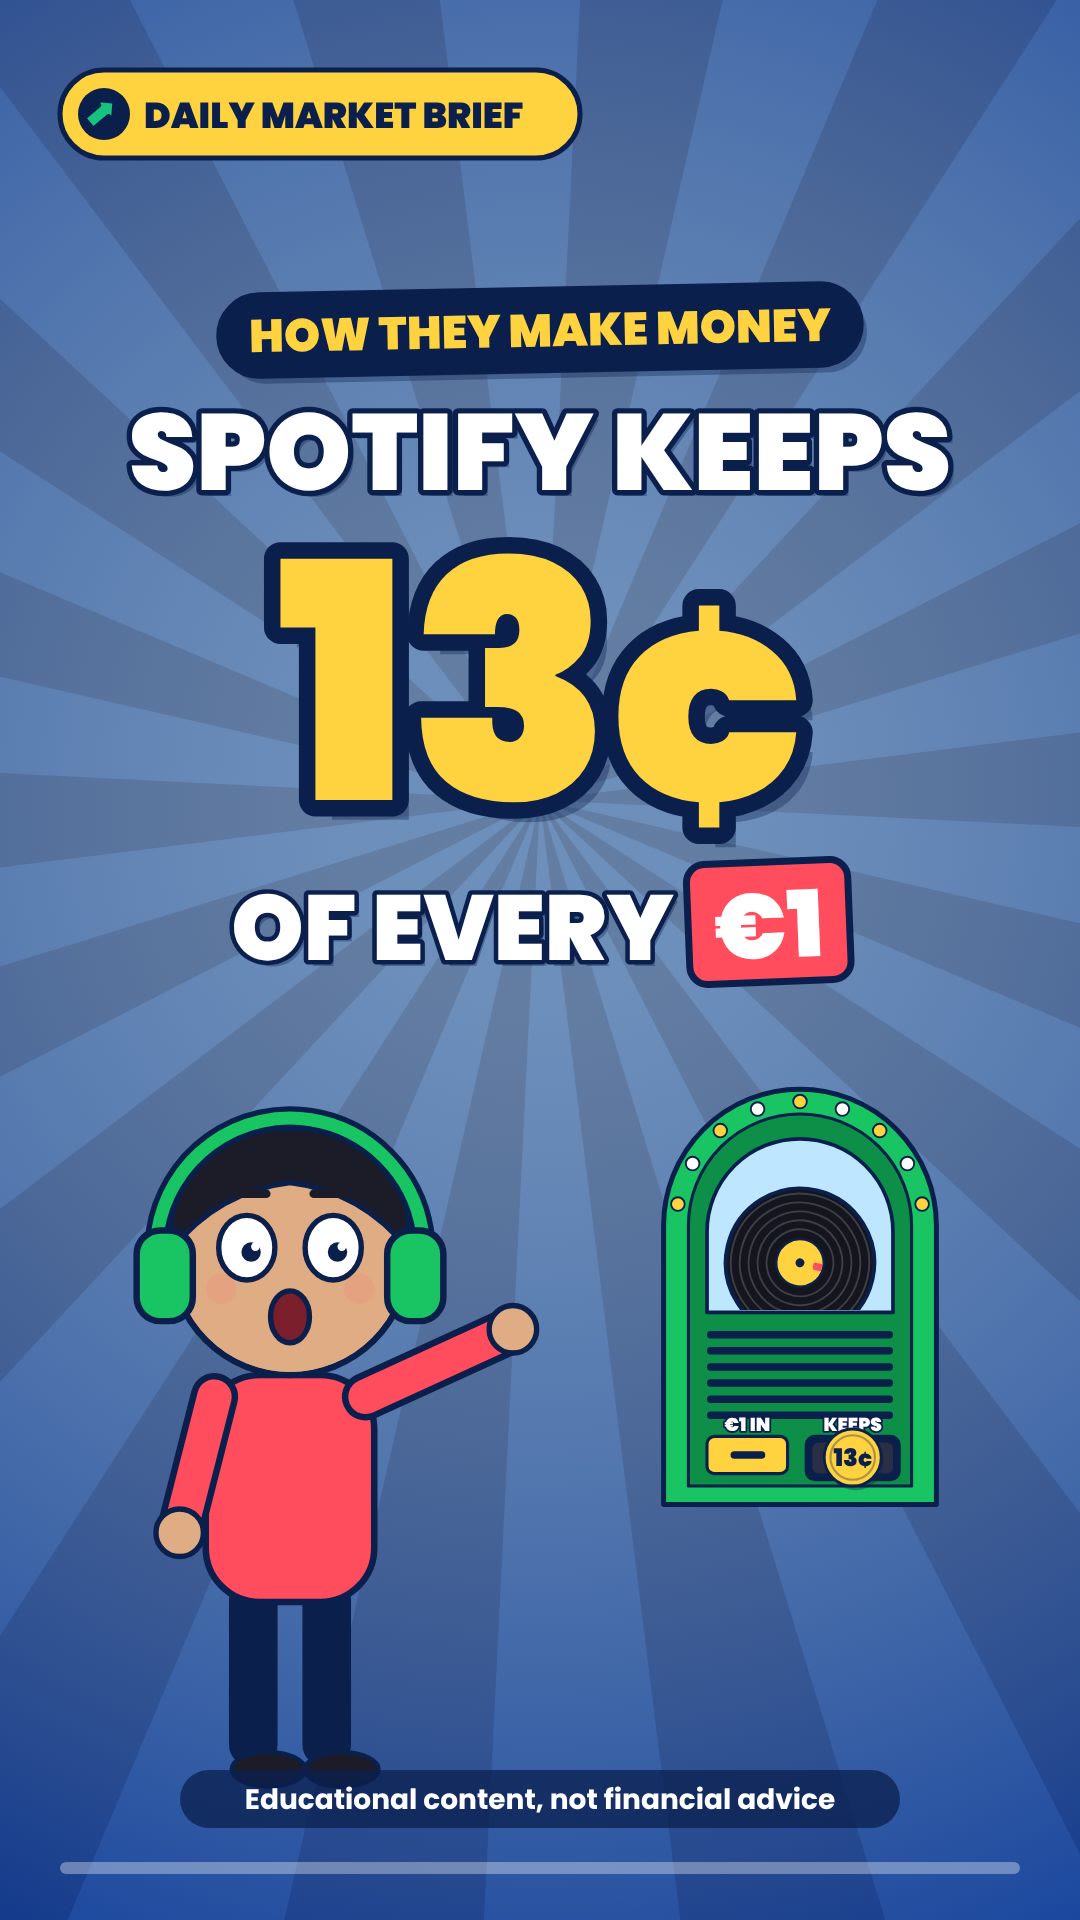 DAILY MARKET BRIEF
HOW THEY MAKE MONEY
SPOTIFY KEEPS
13¢
OF EVERY €1
€1 IN
KEEPS
13¢
Educational content, not financial advice